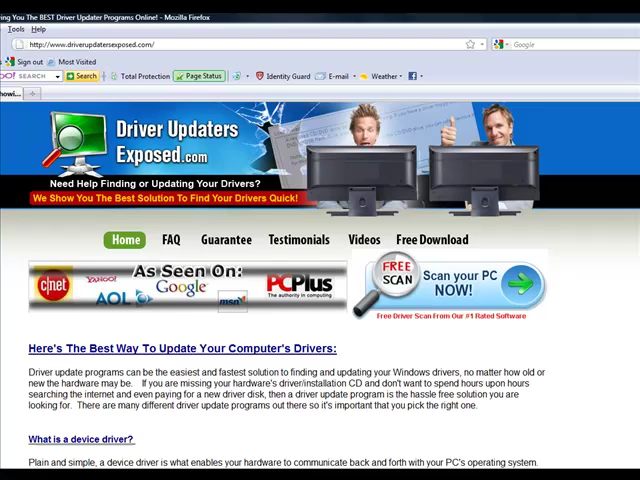 ing You The BEST Driver Updater Programs Online! - Mozilla Firefox
Tools Help
http://www.driverupdatersexposed.com/
Google
SEARCH Search Total Protection Page Status Identity Guard E-mail Weather
Sign out Most Visited
Driver Updaters
Exposed.com
Need Help Finding or Updating Your Drivers?
We Show You The Best Solution To Find Your Drivers Quick!
Home FAQ Guarantee Testimonials Videos Free Download
As Seen On:
c|net YAHOO! AOL Google msn PCPlus
The authority in computing
FREE SCAN
Scan your PC
NOW!
Free Driver Scan From Our #1 Rated Software
Here's The Best Way To Update Your Computer's Drivers:
Driver update programs can be the easiest and fastest solution to finding and updating your Windows drivers, no matter how old or
new the hardware may be. If you are missing your hardware's driver/installation CD and don't want to spend hours upon hours
searching the internet and even paying for a new driver disk, then a driver update program is the hassle free solution you are
looking for. There are many different driver update programs out there so it's important that you pick the right one.
What is a device driver?
Plain and simple, a device driver is what enables your hardware to communicate back and forth with your PC's operating system.